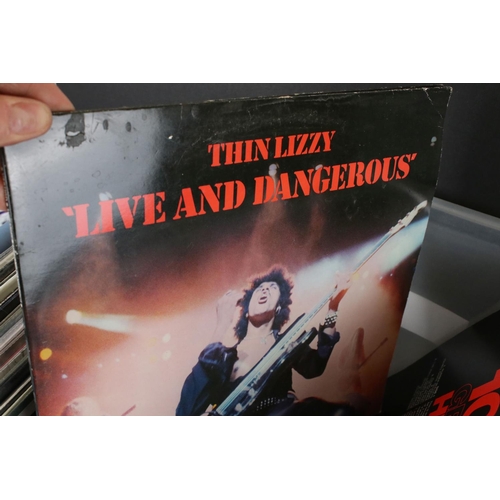 THIN LIZZY
'LIVE AND DANGEROUS'